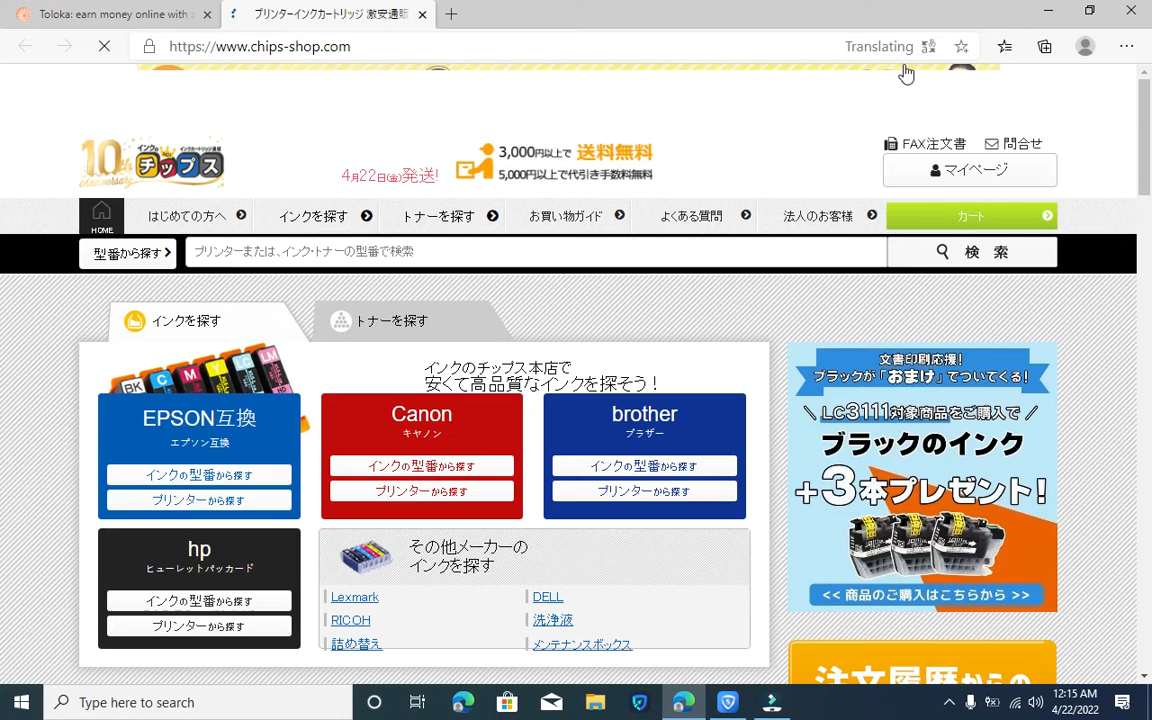 Toloka: earn money online with
プリンターインクカートリッジ 激安通販
https://www.chips-shop.com
Translating
10th
インクのチップス
4月22日(金)発送!
3,000円以上で 送料無料
5,000円以上で代引き手数料無料
FAX注文書
問合せ
マイページ
HOME
はじめての方へ
インクを探す
トナーを探す
お買い物ガイド
よくある質問
法人のお客様
カート
型番から探す
プリンターまたは、インク・トナーの型番で検索
検 索
インクを探す
トナーを探す
BK C M Y LC LM
インクのチップス本店で
安くて高品質なインクを探そう！
EPSON互換
エプソン互換
インクの型番から探す
プリンターから探す
Canon
キヤノン
インクの型番から探す
プリンターから探す
brother
ブラザー
インクの型番から探す
プリンターから探す
hp
ヒューレットパッカード
インクの型番から探す
プリンターから探す
その他メーカーの
インクを探す
Lexmark
DELL
RICOH
洗浄液
詰め替え
メンテナンスボックス
文書印刷応援!
ブラックが「おまけ」でついてくる!
LC3111対象商品をご購入で
ブラックのインク
+3本プレゼント!
<< 商品のご購入はこちらから >>
注文履歴からの
Type here to search
12:15 AM
4/22/2022